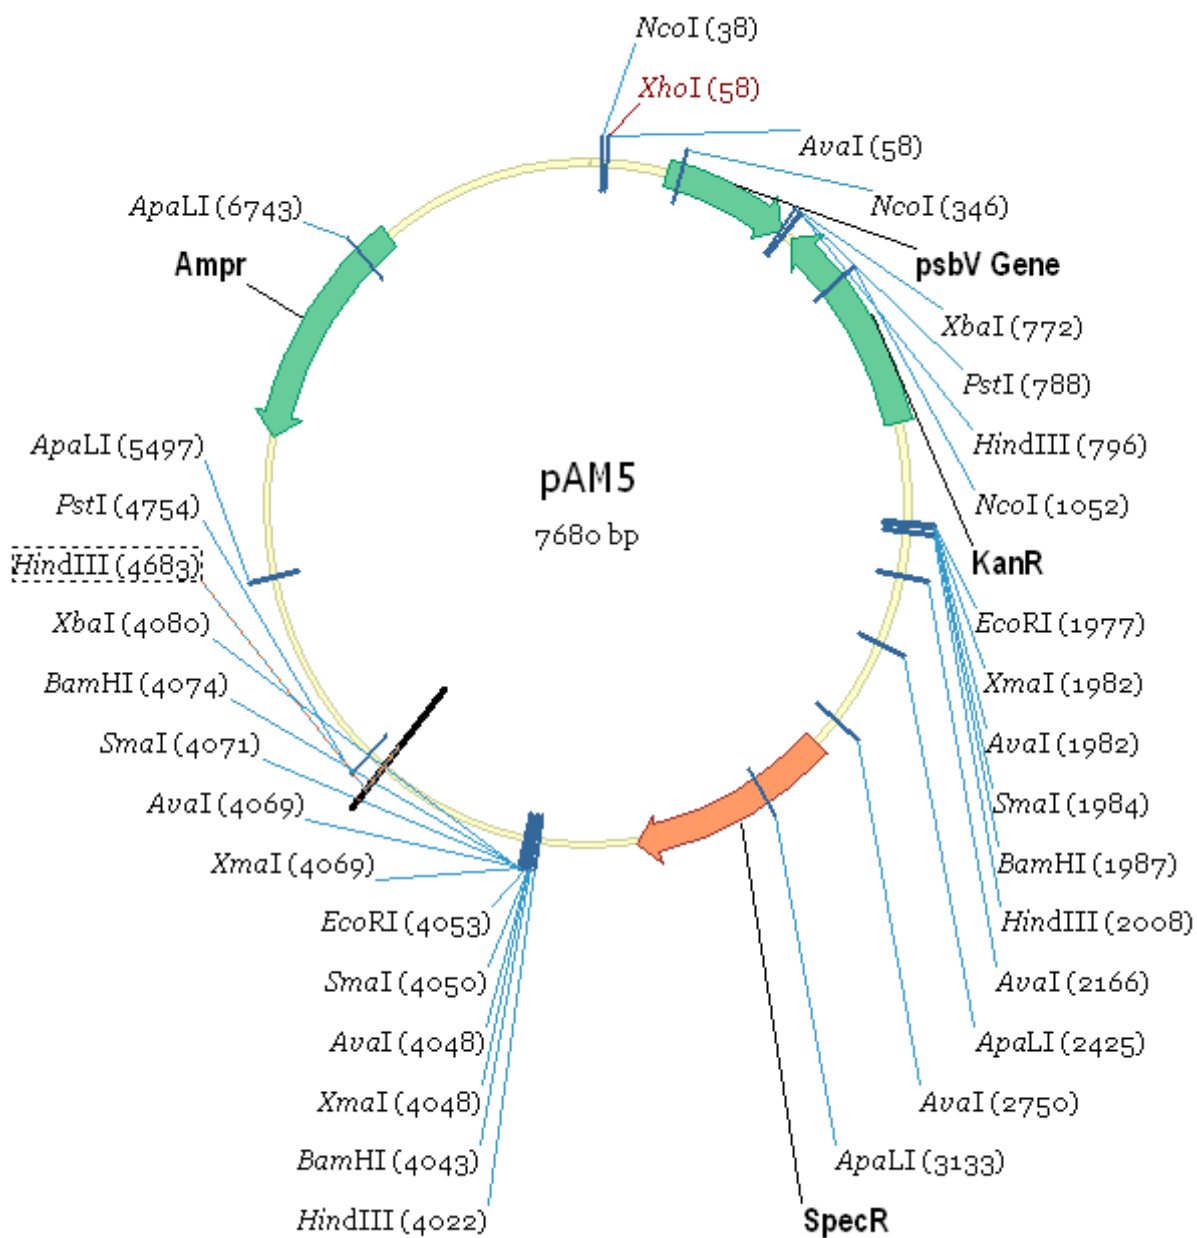 NcoI (38)
XhoI (58)
AvaI (58)
NcoI (346)
psbV Gene
XbaI (772)
PstI (788)
HindIII (796)
NcoI (1052)
KanR
EcoRI (1977)
XmaI (1982)
AvaI (1982)
SmaI (1984)
BamHI (1987)
HindIII (2008)
AvaI (2166)
ApaLI (2425)
AvaI (2750)
ApaLI (3133)
SpecR
HindIII (4022)
BamHI (4043)
XmaI (4048)
AvaI (4048)
SmaI (4050)
EcoRI (4053)
XmaI (4069)
AvaI (4069)
SmaI (4071)
BamHI (4074)
XbaI (4080)
HindIII (4683)
PstI (4754)
ApaLI (5497)
Ampr
ApaLI (6743)
pAM5
7680 bp